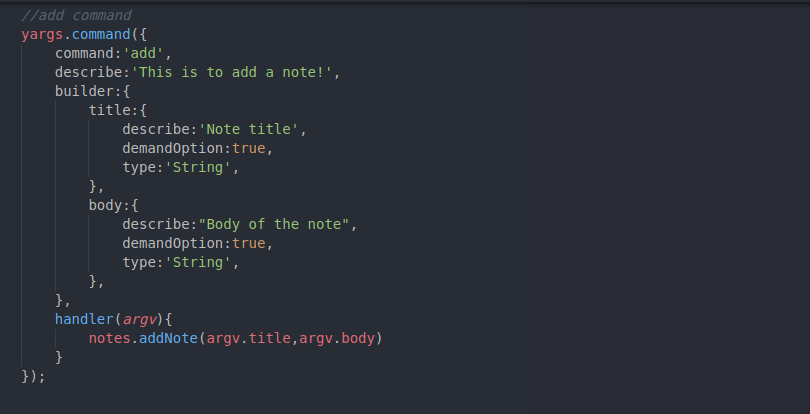 //add command
yargs.command({
    command:'add',
    describe:'This is to add a note!',
    builder:{
        title:{
            describe:'Note title',
            demandOption:true,
            type:'String',
        },
        body:{
            describe:"Body of the note",
            demandOption:true,
            type:'String',
        },
    },
    handler(argv){
        notes.addNote(argv.title,argv.body)
    }
});